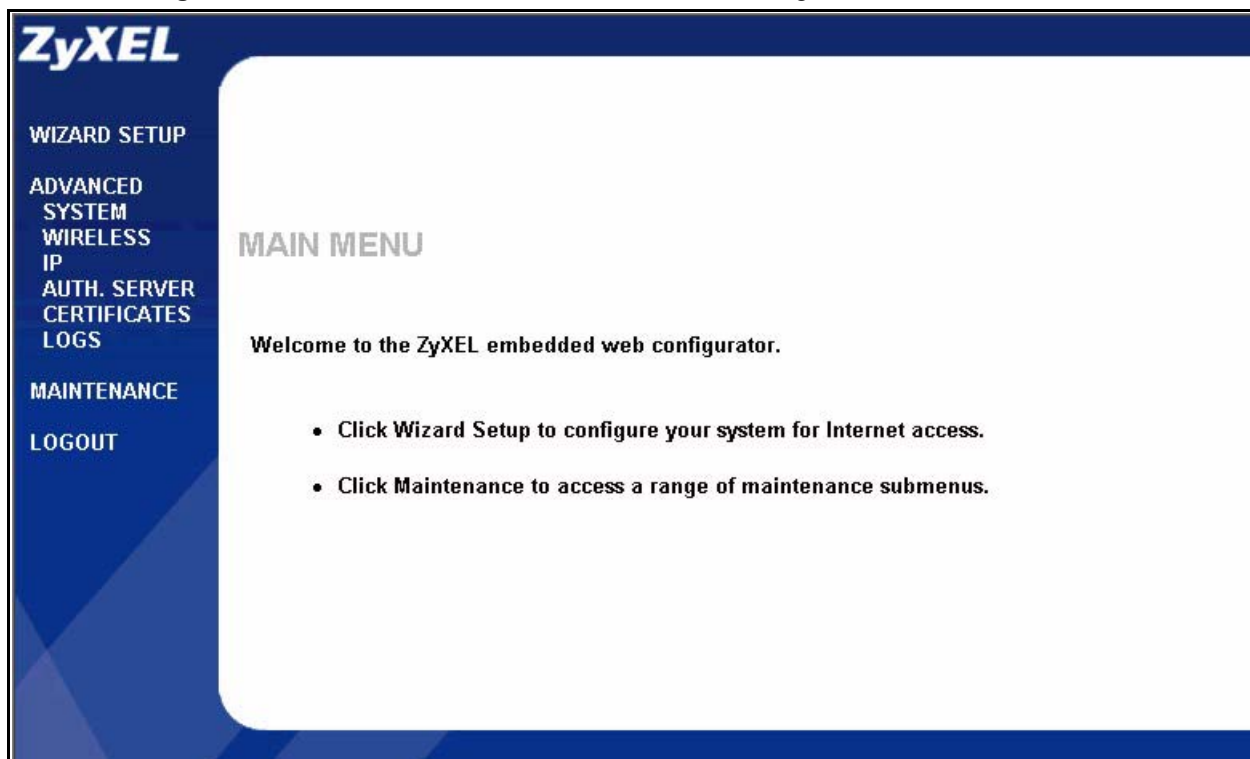 ZyXEL
WIZARD SETUP
ADVANCED
SYSTEM
WIRELESS
IP
AUTH. SERVER
CERTIFICATES
LOGS
MAINTENANCE
LOGOUT
MAIN MENU
Welcome to the ZyXEL embedded web configurator.
• Click Wizard Setup to configure your system for Internet access.
• Click Maintenance to access a range of maintenance submenus.